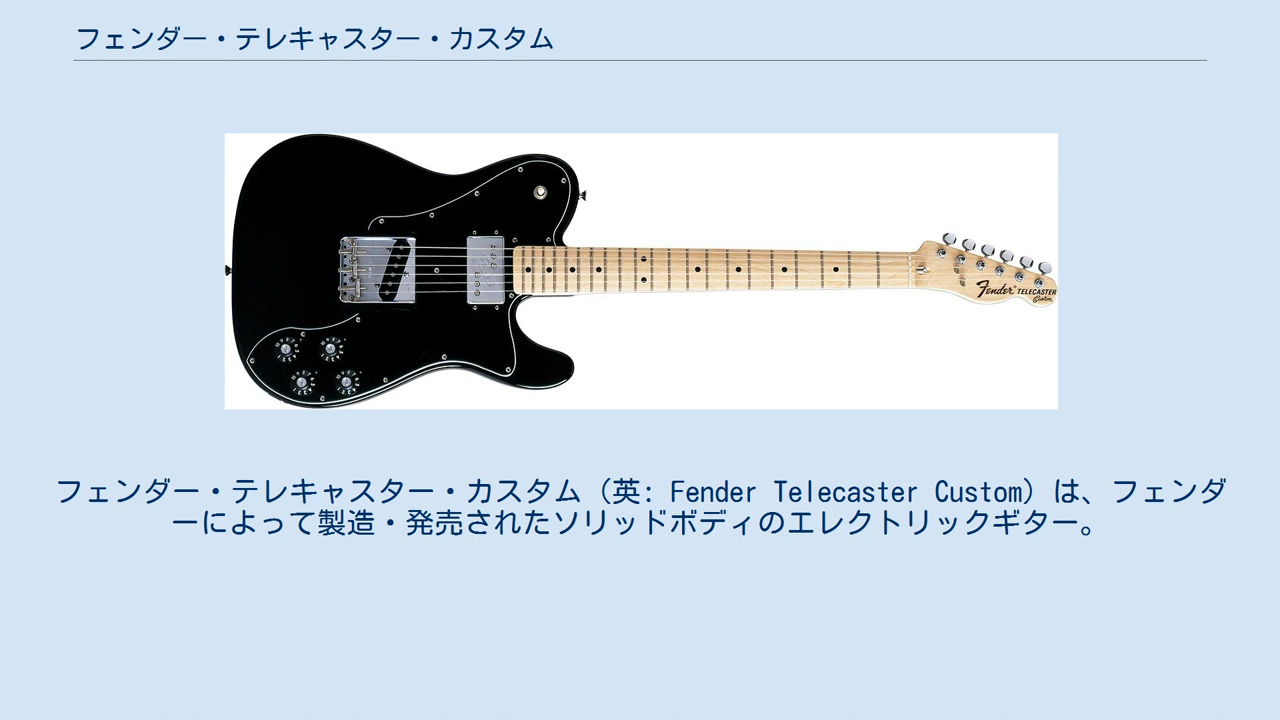 フェンダー・テレキャスター・カスタム
Fender TELECASTER
Custom
フェンダー・テレキャスター・カスタム（英: Fender Telecaster Custom）は、フェンダ
ーによって製造・発売されたソリッドボディのエレクトリックギター。